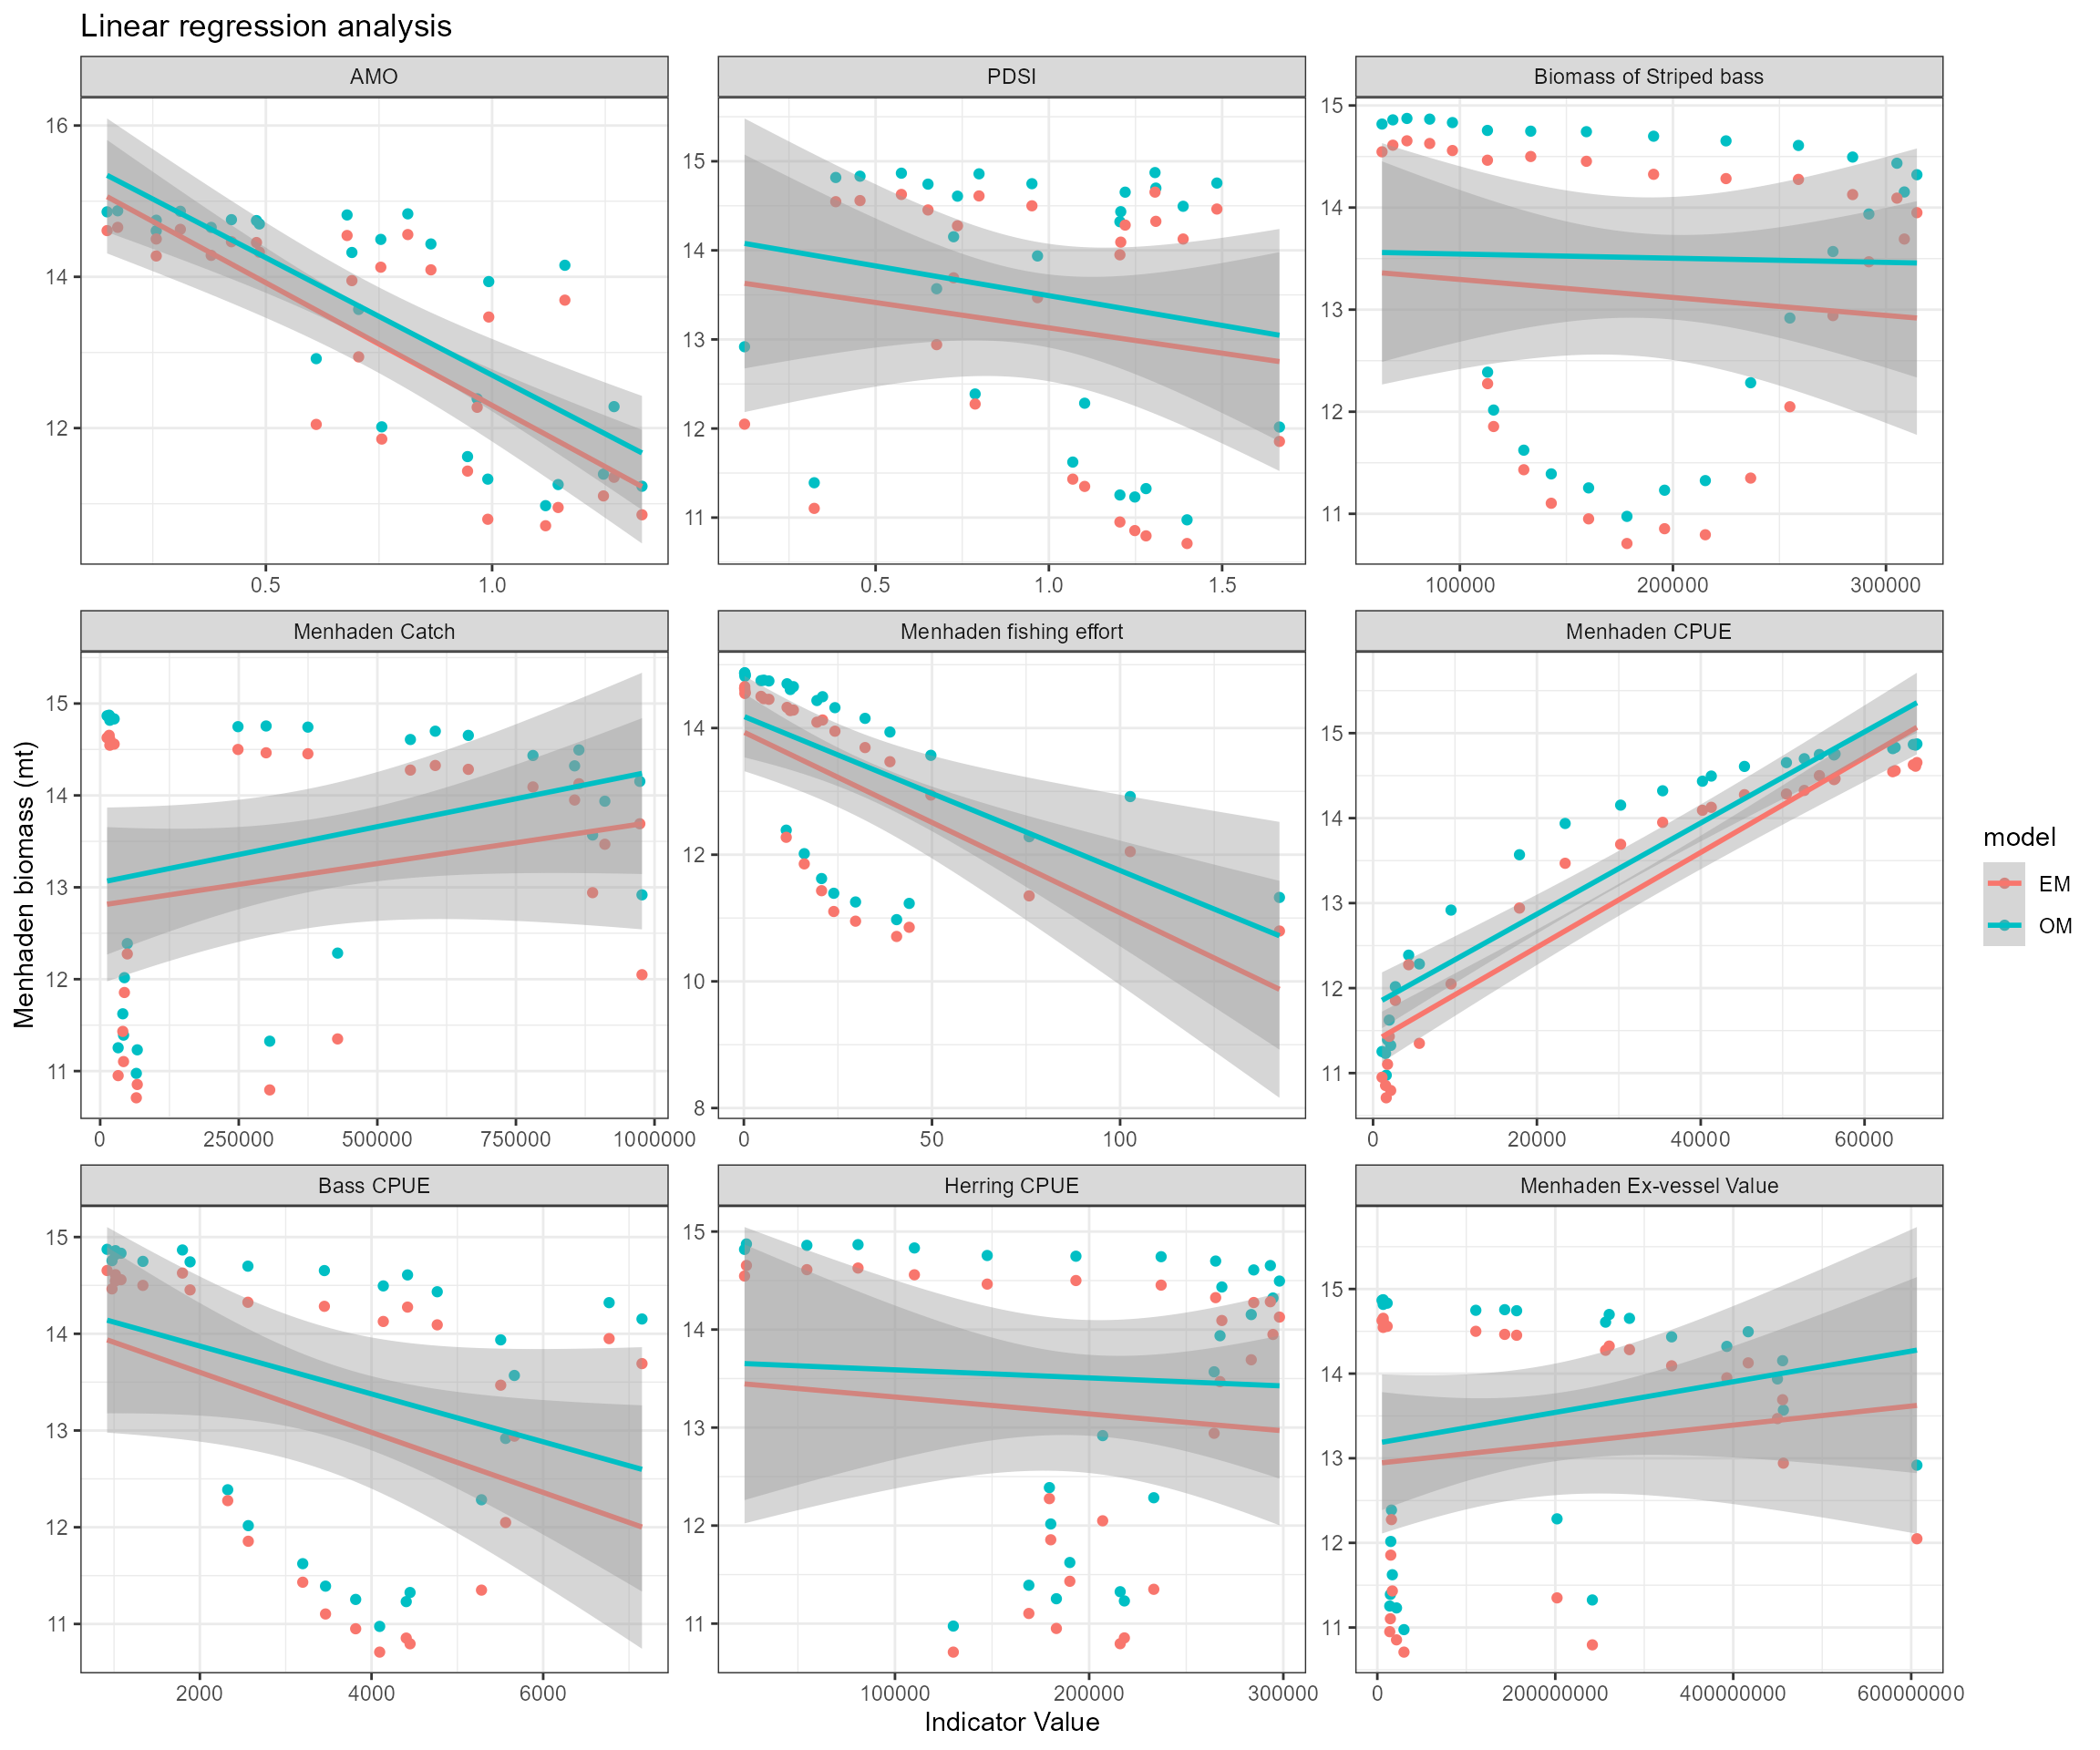 Linear regression analysis
AMO
PDSI
Biomass of Striped bass
16
14
12
0.5 1.0
15
14
13
12
11
0.5 1.0 1.5
15
14
13
12
11
100000 200000 300000
Menhaden Catch
Menhaden fishing effort
Menhaden CPUE
Menhaden biomass (mt)
15
14
13
12
11
0 250000 500000 750000 1000000
14
12
10
8
0 50 100
15
14
13
12
11
0 20000 40000 60000
model
EM
OM
Bass CPUE
Herring CPUE
Menhaden Ex-vessel Value
15
14
13
12
11
2000 4000 6000
15
14
13
12
11
100000 200000 300000
15
14
13
12
11
0 200000000 400000000 600000000
Indicator Value